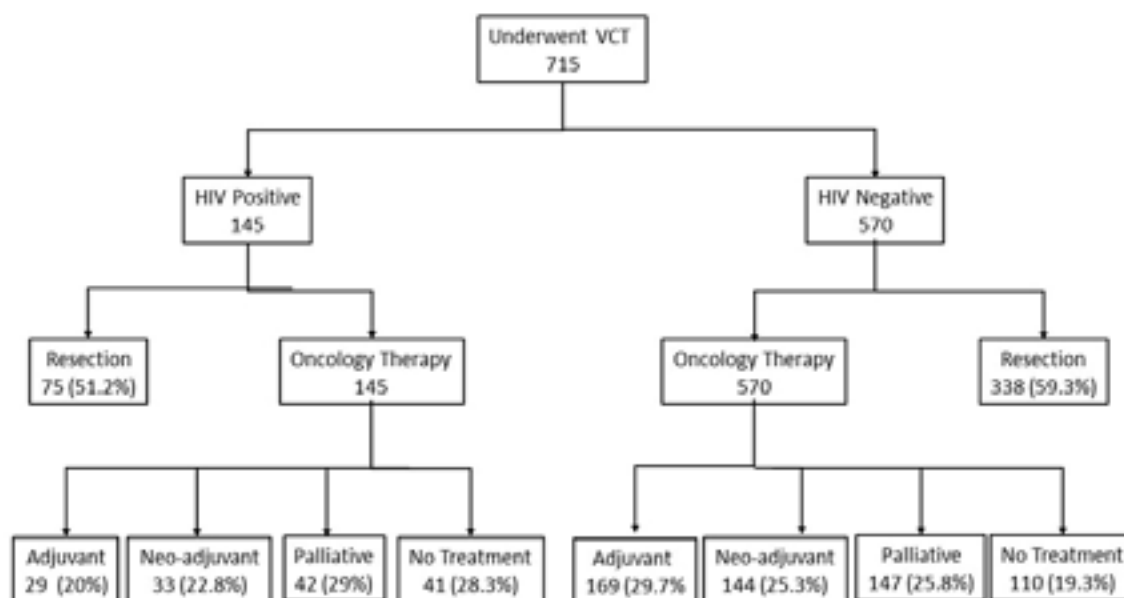 Underwent VCT
715
HIV Positive
145
HIV Negative
570
Resection
75 (51.2%)
Oncology Therapy
145
Oncology Therapy
570
Resection
338 (59.3%)
Adjuvant
29 (20%)
Neo-adjuvant
33 (22.8%)
Palliative
42 (29%)
No Treatment
41 (28.3%)
Adjuvant
169 (29.7%
Neo-adjuvant
144 (25.3%)
Palliative
147 (25.8%)
No Treatment
110 (19.3%)